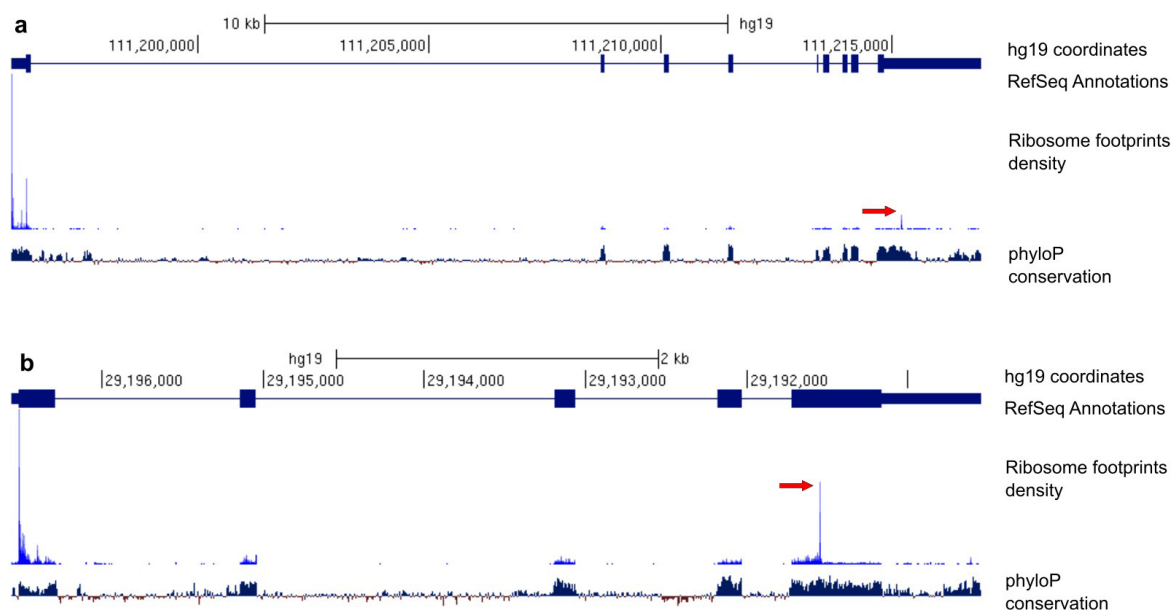 a
10 kb hg19
111,200,000 111,205,000 111,210,000 111,215,000
hg19 coordinates
RefSeq Annotations
Ribosome footprints
density
phyloP
conservation
b
hg19 2 kb
29,196,000 29,195,000 29,194,000 29,193,000 29,192,000
hg19 coordinates
RefSeq Annotations
Ribosome footprints
density
phyloP
conservation